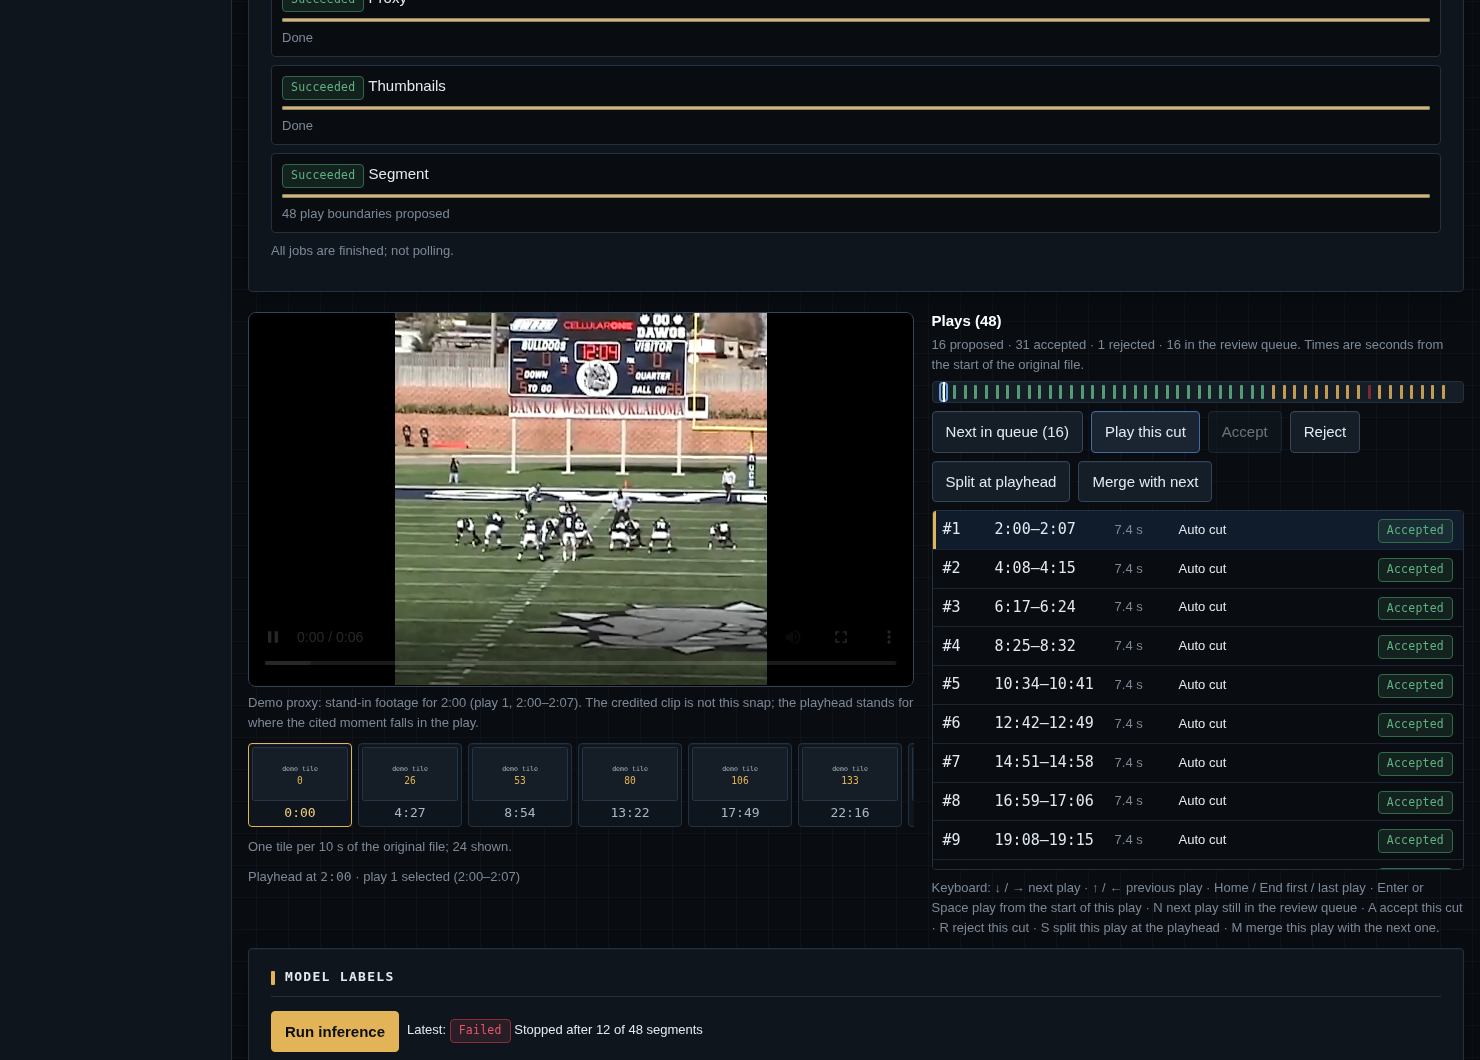 Succeeded Proxy
Done
Succeeded Thumbnails
Done
Succeeded Segment
48 play boundaries proposed
All jobs are finished; not polling.
CELLULARONE
00
DAWGS
BULLDOGS
12:04
VISITOR
DOWN
QUARTER
TO GO
BALL ON
BANK OF WESTERN OKLAHOMA
0:00 / 0:06
Demo proxy: stand-in footage for 2:00 (play 1, 2:00–2:07). The credited clip is not this snap; the playhead stands for
where the cited moment falls in the play.
demo tile demo tile demo tile demo tile demo tile demo tile
0 26 53 80 106 133
0:00 4:27 8:54 13:22 17:49 22:16
One tile per 10 s of the original file; 24 shown.
Playhead at 2:00 · play 1 selected (2:00–2:07)
Plays (48)
16 proposed · 31 accepted · 1 rejected · 16 in the review queue. Times are seconds from
the start of the original file.
Next in queue (16) Play this cut Accept Reject
Split at playhead Merge with next
#1 2:00–2:07 7.4 s Auto cut Accepted
#2 4:08–4:15 7.4 s Auto cut Accepted
#3 6:17–6:24 7.4 s Auto cut Accepted
#4 8:25–8:32 7.4 s Auto cut Accepted
#5 10:34–10:41 7.4 s Auto cut Accepted
#6 12:42–12:49 7.4 s Auto cut Accepted
#7 14:51–14:58 7.4 s Auto cut Accepted
#8 16:59–17:06 7.4 s Auto cut Accepted
#9 19:08–19:15 7.4 s Auto cut Accepted
Keyboard: ↓ / → next play · ↑ / ← previous play · Home / End first / last play · Enter or
Space play from the start of this play · N next play still in the review queue · A accept this cut
· R reject this cut · S split this play at the playhead · M merge this play with the next one.
MODEL LABELS
Run inference Latest: Failed Stopped after 12 of 48 segments